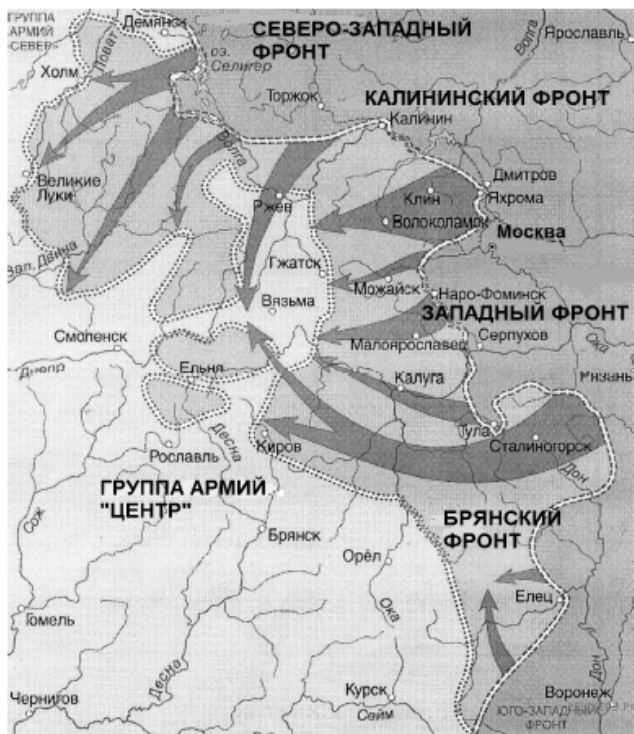 ГРУППА
АРМИЙ
«СЕВЕР»
Демянск
Ловат
Холм
оз.
Селигер
СЕВЕРО-ЗАПАДНЫЙ
ФРОНТ
Волга
Ярославль
Торжок
КАЛИНИНСКИЙ ФРОНТ
Калинин
Волга
Великие
Луки
Ржев
Клин
Дмитров
Яхрома
Волоколамск
Москва
Зап. Двина
Гжатск
Можайск
Наро-Фоминск
Вязьма
ЗАПАДНЫЙ ФРОНТ
Смоленск
Малоярославец
Серпухов
Ока
Днепр
Ельня
Калуга
Рязань
Тула
Сталиногорск
Рославль
Десна
Киров
Дон
ГРУППА АРМИЙ
"ЦЕНТР"
Сож
Брянск
БРЯНСКИЙ
ФРОНТ
Орёл
Елец
Ока
Гомель
Десна
Дон
Чернигов
Курск
Сейм
Воронеж
ЮГО-ЗАПАДНЫЙ
ФРОНТ